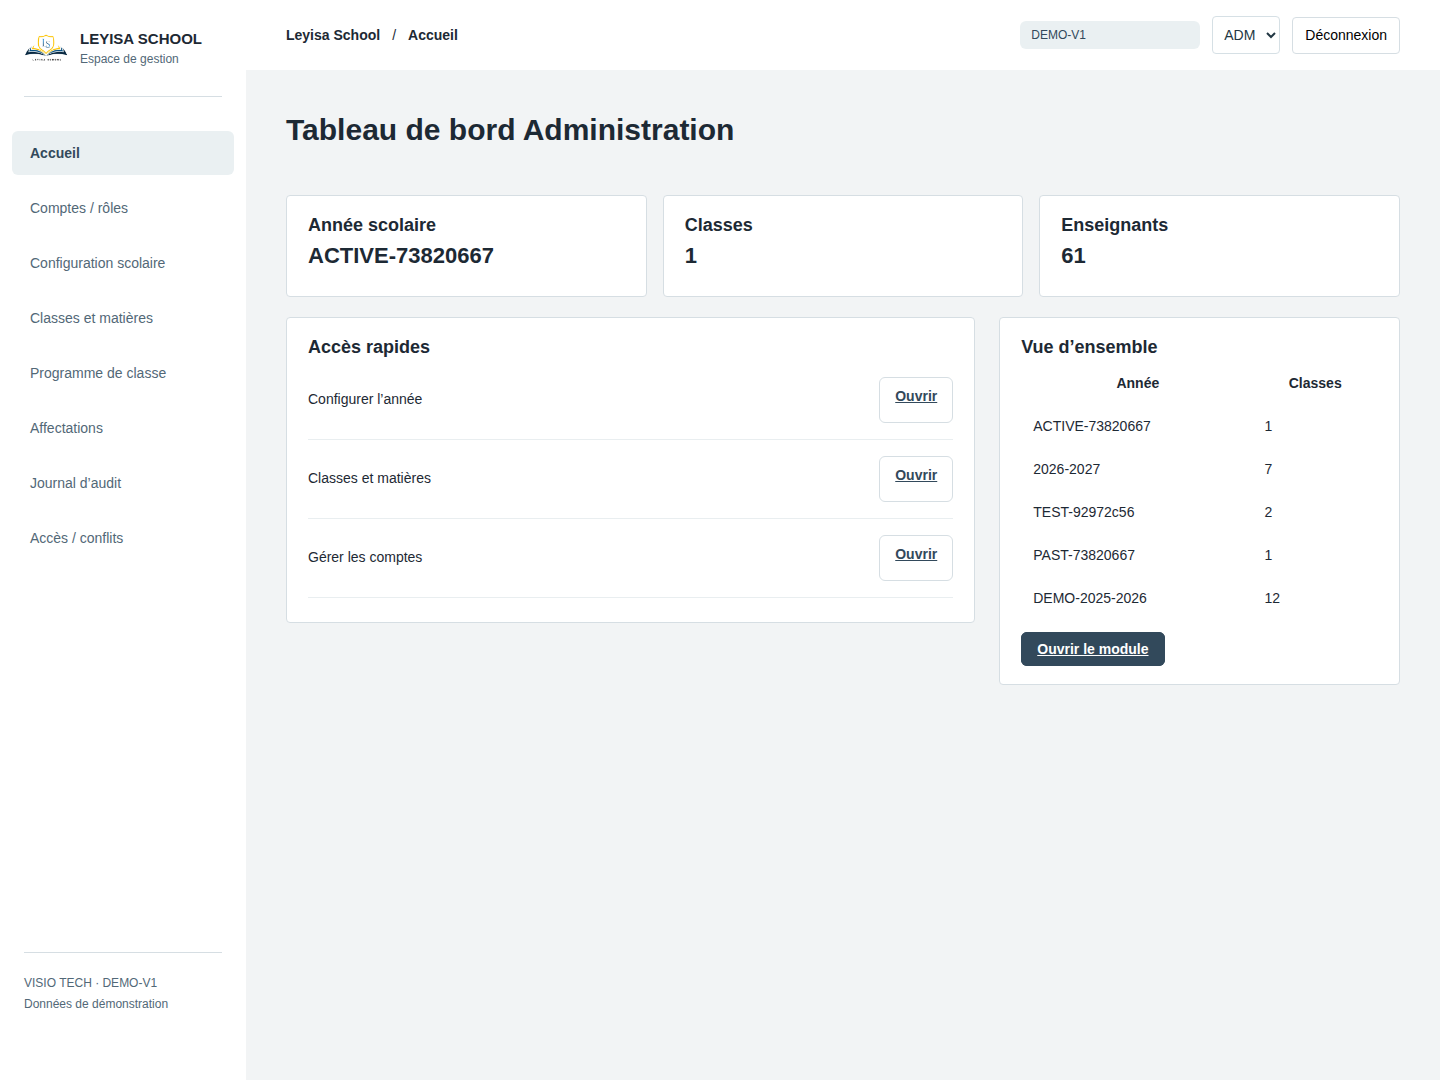 LEYISA SCHOOL
Espace de gestion
Accueil
Comptes / rôles
Configuration scolaire
Classes et matières
Programme de classe
Affectations
Journal d’audit
Accès / conflits
VISIO TECH · DEMO-V1
Données de démonstration
Leyisa School / Accueil
DEMO-V1
ADM
Déconnexion
Tableau de bord Administration
Année scolaire
ACTIVE-73820667
Classes
1
Enseignants
61
Accès rapides
Configurer l’année Ouvrir
Classes et matières Ouvrir
Gérer les comptes Ouvrir
Vue d’ensemble
Année Classes
ACTIVE-73820667 1
2026-2027 7
TEST-92972c56 2
PAST-73820667 1
DEMO-2025-2026 12
Ouvrir le module